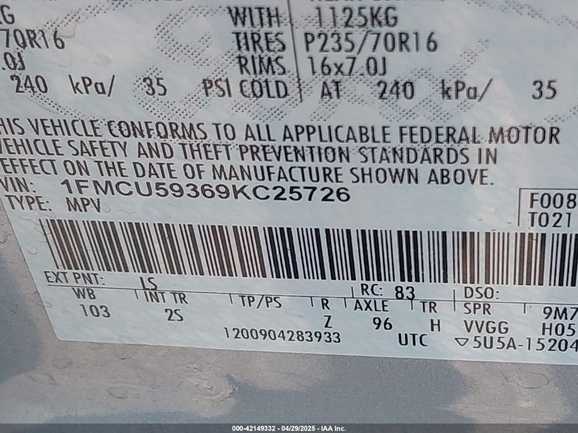 KG WITH 1125KG
70R16 TIRES P235/70R16
.0J RIMS 16x7.0J
240 kPa/ 35 PSI COLD AT 240 kPa/ 35
HIS VEHICLE CONFORMS TO ALL APPLICABLE FEDERAL MOTOR
VEHICLE SAFETY AND THEFT PREVENTION STANDARDS IN
EFFECT ON THE DATE OF MANUFACTURE SHOWN ABOVE.
VIN: 1FMCU59369KC25726
TYPE: MPV
F008
T021
EXT PNT: IS RC: 83 DSO:
WB INT TR TP/PS R AXLE TR SPR 9M7
103 2S Z 96 H VVGG H05
1200904283933 UTC ▽5U5A-15204
000-42149332 - 04/29/2025 - IAA Inc.